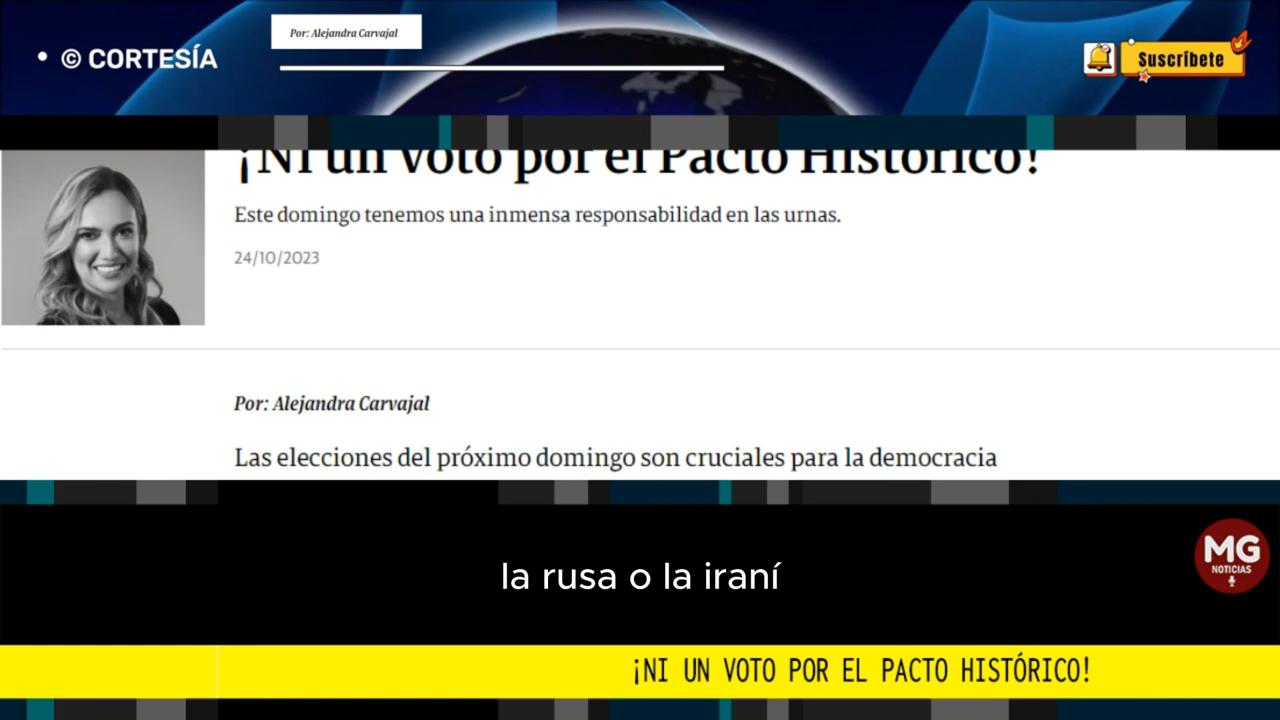 Por: Alejandra Carvajal
© CORTESÍA
Suscríbete
¡Ni un voto por el Pacto Histórico!
Este domingo tenemos una inmensa responsabilidad en las urnas.
24/10/2023
Por: Alejandra Carvajal
Las elecciones del próximo domingo son cruciales para la democracia
la rusa o la iraní
MG
NOTICIAS
¡NI UN VOTO POR EL PACTO HISTÓRICO!